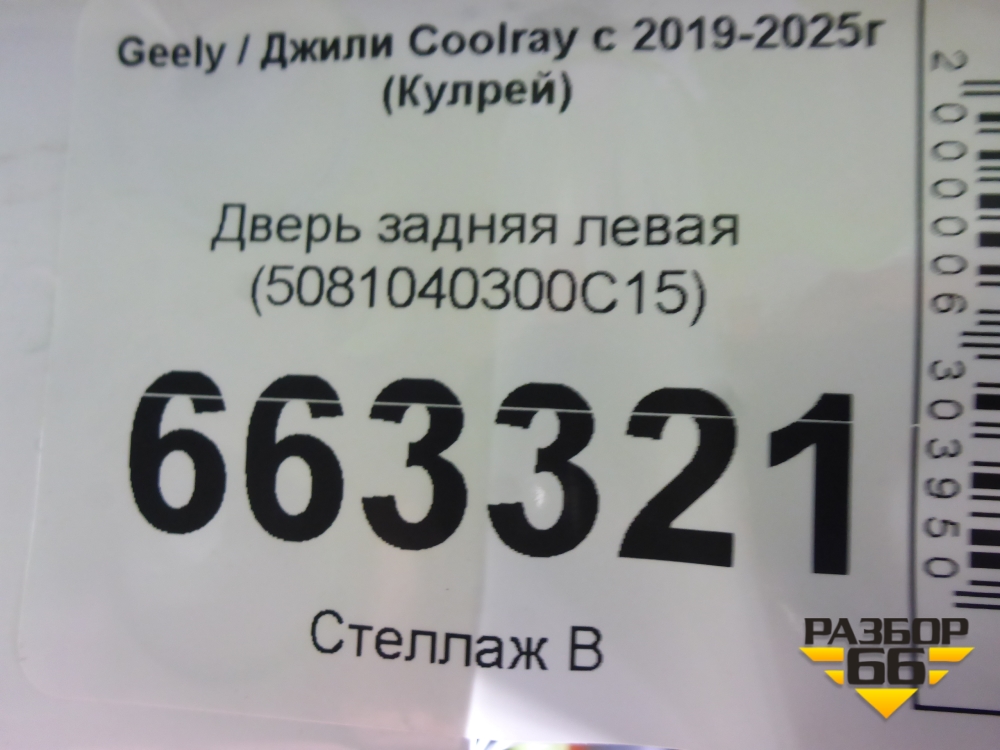 Geely / Джили Coolray с 2019-2025г
(Кулрей)
Дверь задняя левая
(5081040300C15)
663321
Стеллаж В
2000006303950
РАЗБОР
66